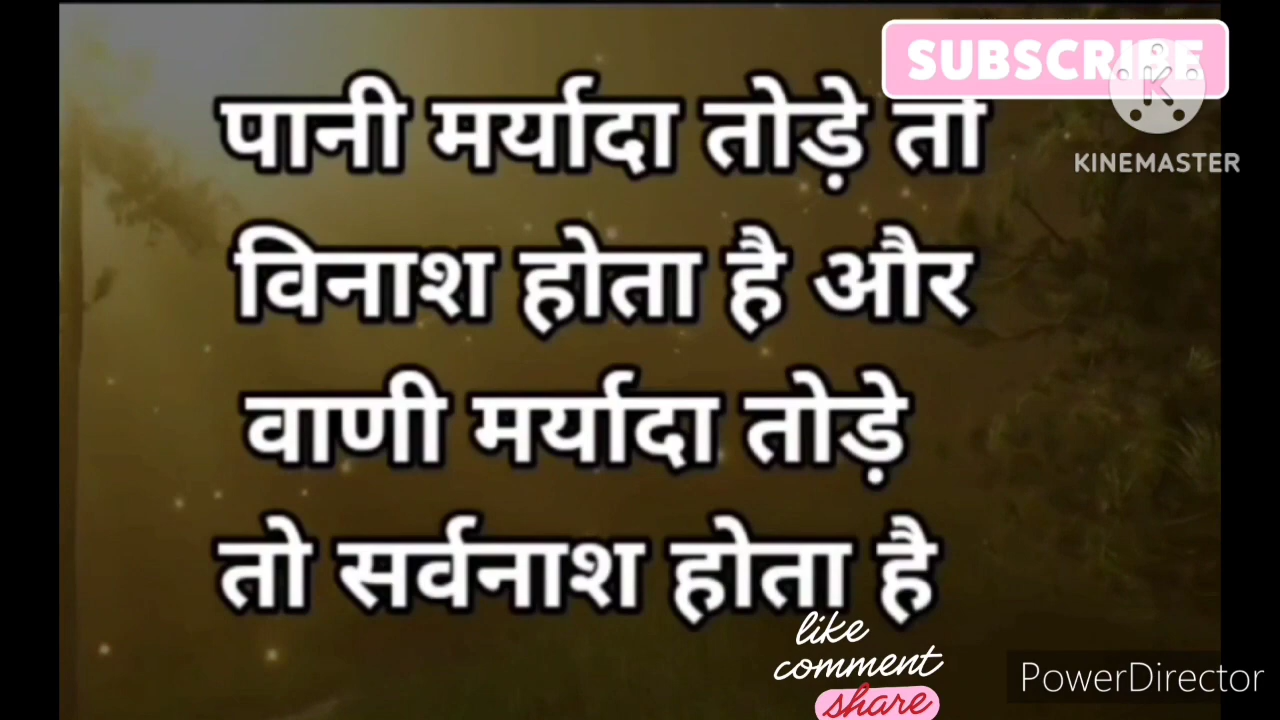 SUBSCRIBE
पानी मर्यादा तोड़े तो
KINEMASTER
विनाश होता है और
वाणी मर्यादा तोड़े
तो सर्वनाश होता है
like
comment
share
PowerDirector